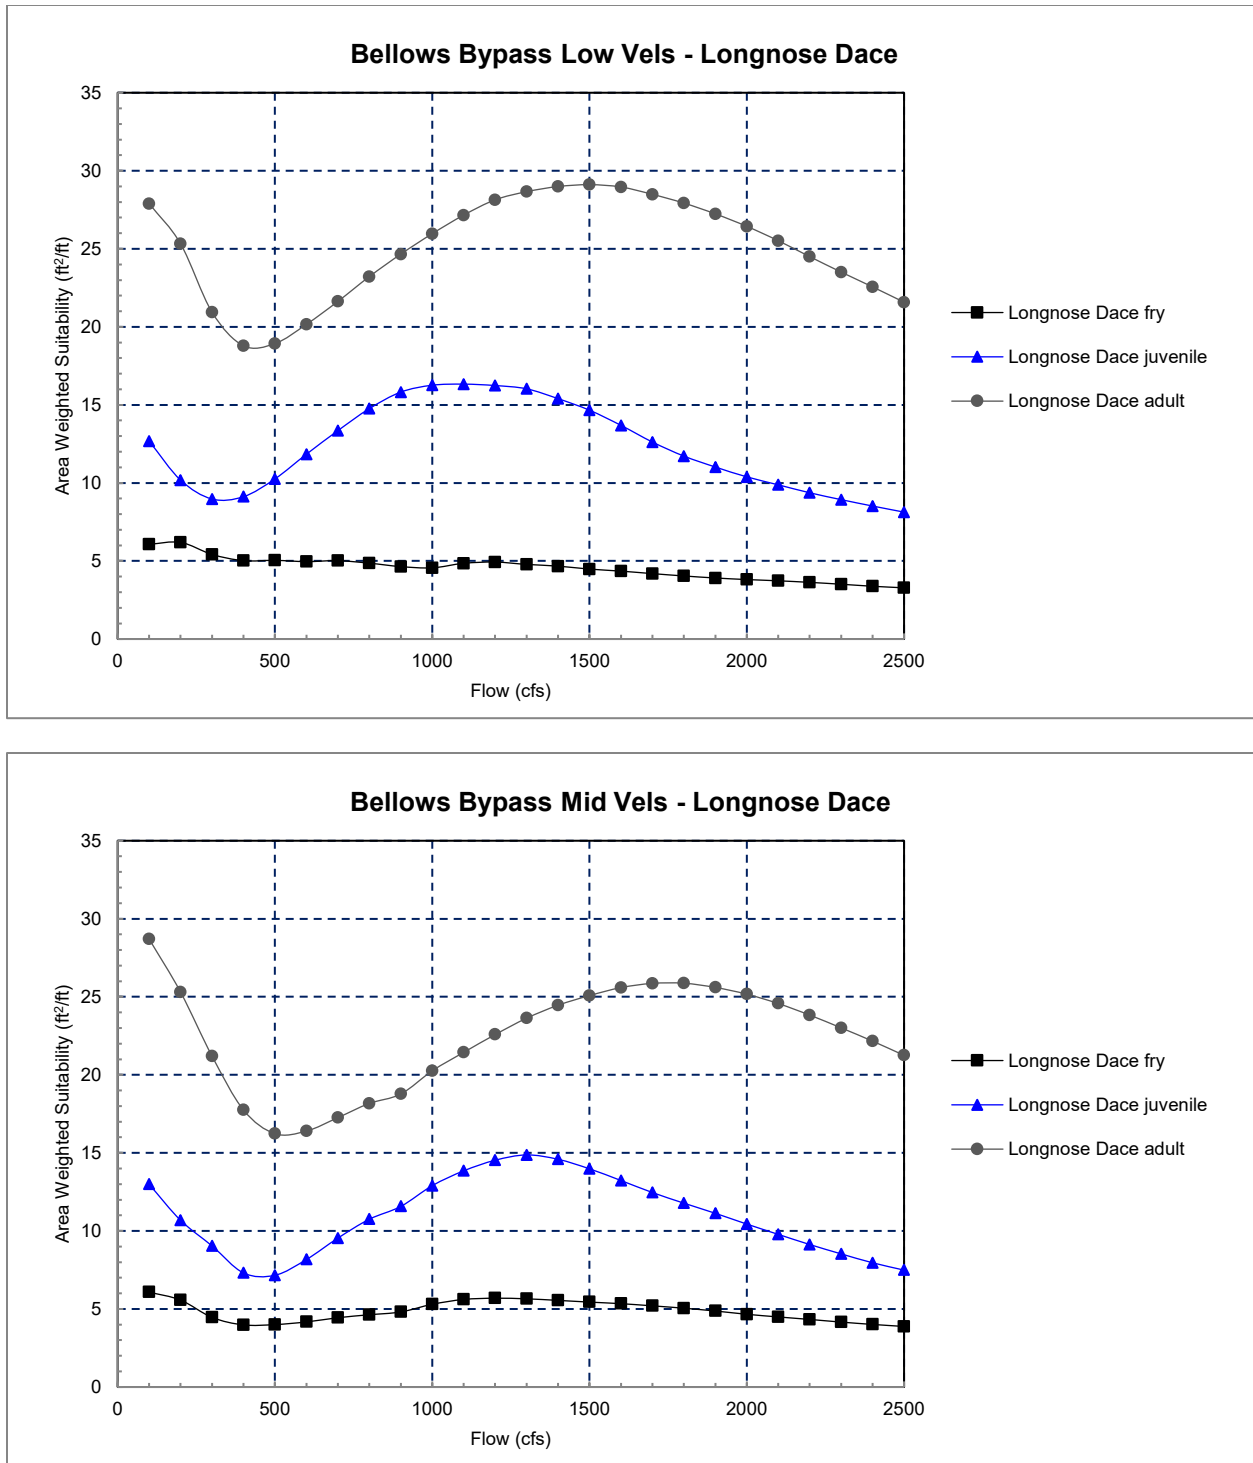 Bellows Bypass Low Vels - Longnose Dace
35
30
25
20
15
10
5
0
Area Weighted Suitability (ft²/ft)
0 500 1000 1500 2000 2500
Flow (cfs)
Longnose Dace fry
Longnose Dace juvenile
Longnose Dace adult
Bellows Bypass Mid Vels - Longnose Dace
35
30
25
20
15
10
5
0
Area Weighted Suitability (ft²/ft)
0 500 1000 1500 2000 2500
Flow (cfs)
Longnose Dace fry
Longnose Dace juvenile
Longnose Dace adult